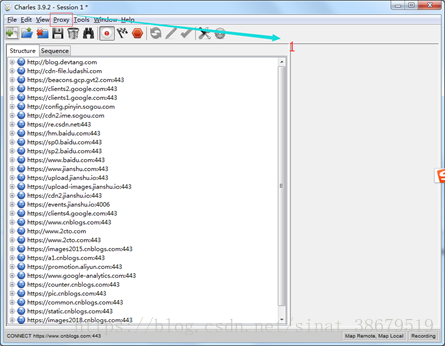 Charles 3.9.2 - Session 1 *
File Edit View Proxy Tools Window Help
1
Structure Sequence
http://blog.devtang.com
http://cdn-file.ludashi.com
https://beacons.gcp.gvt2.com:443
https://clients2.google.com:443
https://clients1.google.com:443
http://config.pinyin.sogou.com
http://cdn2.ime.sogou.com
https://re.csdn.net:443
https://hm.baidu.com:443
https://sp0.baidu.com:443
https://sp2.baidu.com:443
https://www.baidu.com:443
https://www.jianshu.com:443
https://upload.jianshu.io:443
https://upload-images.jianshu.io:443
https://cdn2.jianshu.io:443
https://events.jianshu.io:4006
https://clients4.google.com:443
https://www.cnblogs.com:443
http://www.2cto.com
https://www.2cto.com:443
https://images2015.cnblogs.com:443
https://a1.cnblogs.com:443
https://promotion.aliyun.com:443
https://www.google-analytics.com:443
https://counter.cnblogs.com:443
https://pic.cnblogs.com:443
https://common.cnblogs.com:443
https://static.cnblogs.com:443
https://images2018.cnblogs.com:443
https://blog.csdn.net/sinat_38679519
CONNECT https://www.cnblogs.com:443 Map Remote, Map Local Recording